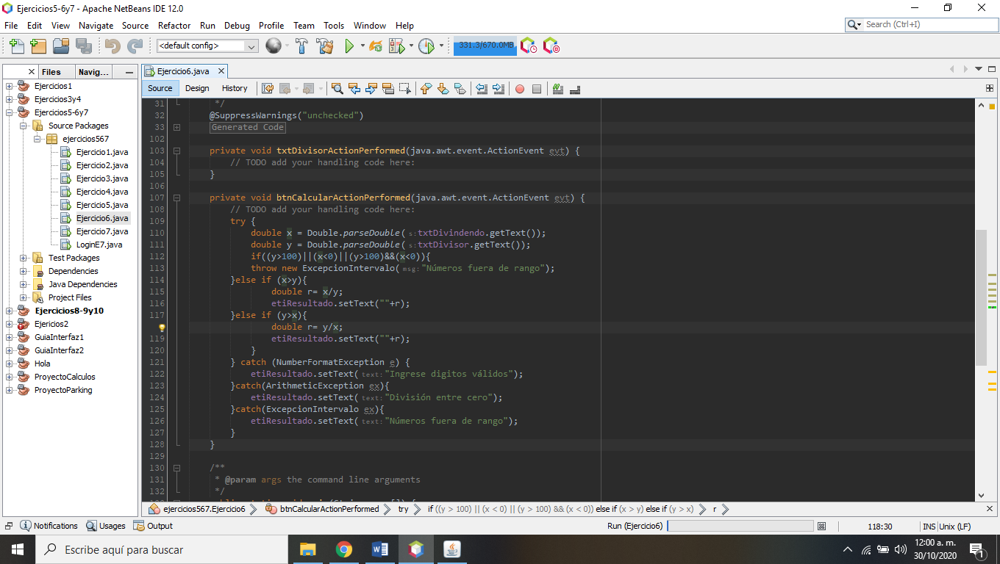 Ejercicios5-6y7 - Apache NetBeans IDE 12.0
File Edit View Navigate Source Refactor Run Debug Profile Team Tools Window Help
Search (Ctrl+I)
<default config>
331.3/670.0MB
Files Navig...
Ejercicio6.java
Source Design History
Ejercicios1
Ejercicios3y4
Ejercicios5-6y7
Source Packages
ejercicios567
Ejercicio1.java
Ejercicio2.java
Ejercicio3.java
Ejercicio4.java
Ejercicio5.java
Ejercicio6.java
Ejercicio7.java
LoginE7.java
Test Packages
Dependencies
Java Dependencies
Project Files
Ejercicios8-9y10
Ejericios2
GuiaInterfaz1
GuiaInterfaz2
Hola
ProyectoCalculos
ProyectoParking
31 */
32 @SuppressWarnings("unchecked")
33 Generated Code
102
103 private void txtDivisorActionPerformed(java.awt.event.ActionEvent evt) {
104 // TODO add your handling code here:
105 }
106
107 private void btnCalcularActionPerformed(java.awt.event.ActionEvent evt) {
108 // TODO add your handling code here:
109 try {
110 double x = Double.parseDouble( s:txtDivindendo.getText());
111 double y = Double.parseDouble( s:txtDivisor.getText());
112 if((y>100)||(x<0)||(y>100)&&(x<0)){
113 throw new ExcepcionIntervalo( msg:"Números fuera de rango");
114 }else if (x>y){
115 double r= x/y;
116 etiResultado.setText(""+r);
117 }else if (y>x){
double r= y/x;
119 etiResultado.setText(""+r);
120 }
121 } catch (NumberFormatException e) {
122 etiResultado.setText( text:"Ingrese digitos válidos");
123 }catch(ArithmeticException ex){
124 etiResultado.setText( text:"División entre cero");
125 }catch(ExcepcionIntervalo ex){
126 etiResultado.setText( text:"Números fuera de rango");
127 }
128 }
129
130 /**
131 * @param args the command line arguments
132 */
ejercicios567.Ejercicio6 btnCalcularActionPerformed try if ((y > 100) || (x < 0) || (y > 100) && (x < 0)) else if (x > y) else if (y > x) r
Notifications Usages Output
Run (Ejercicio6)
118:30
INS Unix (LF)
Escribe aquí para buscar
12:00 a. m.
30/10/2020
1